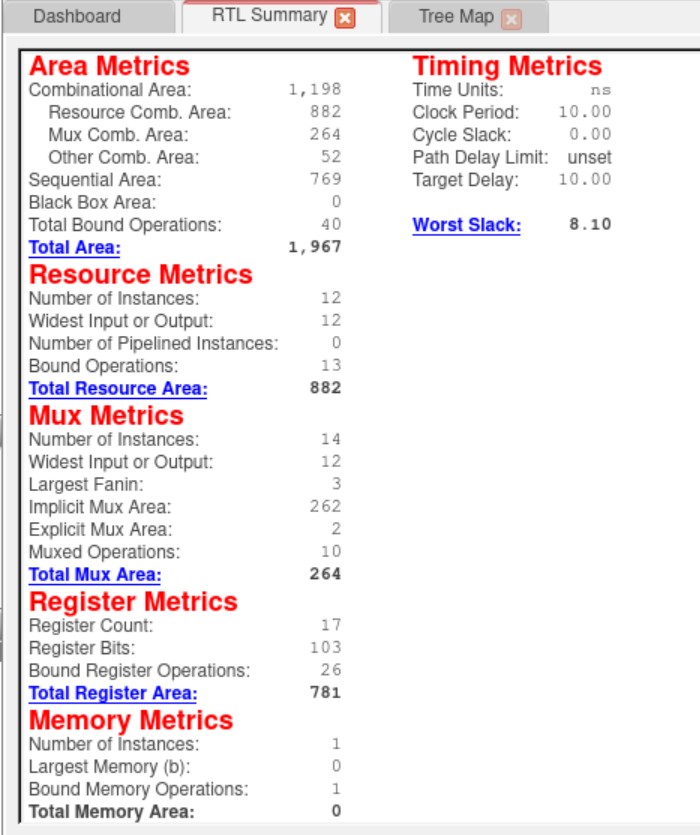 Dashboard RTL Summary Tree Map
Area Metrics
Combinational Area: 1,198
Resource Comb. Area: 882
Mux Comb. Area: 264
Other Comb. Area: 52
Sequential Area: 769
Black Box Area: 0
Total Bound Operations: 40
Total Area: 1,967
Resource Metrics
Number of Instances: 12
Widest Input or Output: 12
Number of Pipelined Instances: 0
Bound Operations: 13
Total Resource Area: 882
Mux Metrics
Number of Instances: 14
Widest Input or Output: 12
Largest Fanin: 3
Implicit Mux Area: 262
Explicit Mux Area: 2
Muxed Operations: 10
Total Mux Area: 264
Register Metrics
Register Count: 17
Register Bits: 103
Bound Register Operations: 26
Total Register Area: 781
Memory Metrics
Number of Instances: 1
Largest Memory (b): 0
Bound Memory Operations: 1
Total Memory Area: 0
Timing Metrics
Time Units: ns
Clock Period: 10.00
Cycle Slack: 0.00
Path Delay Limit: unset
Target Delay: 10.00
Worst Slack: 8.10